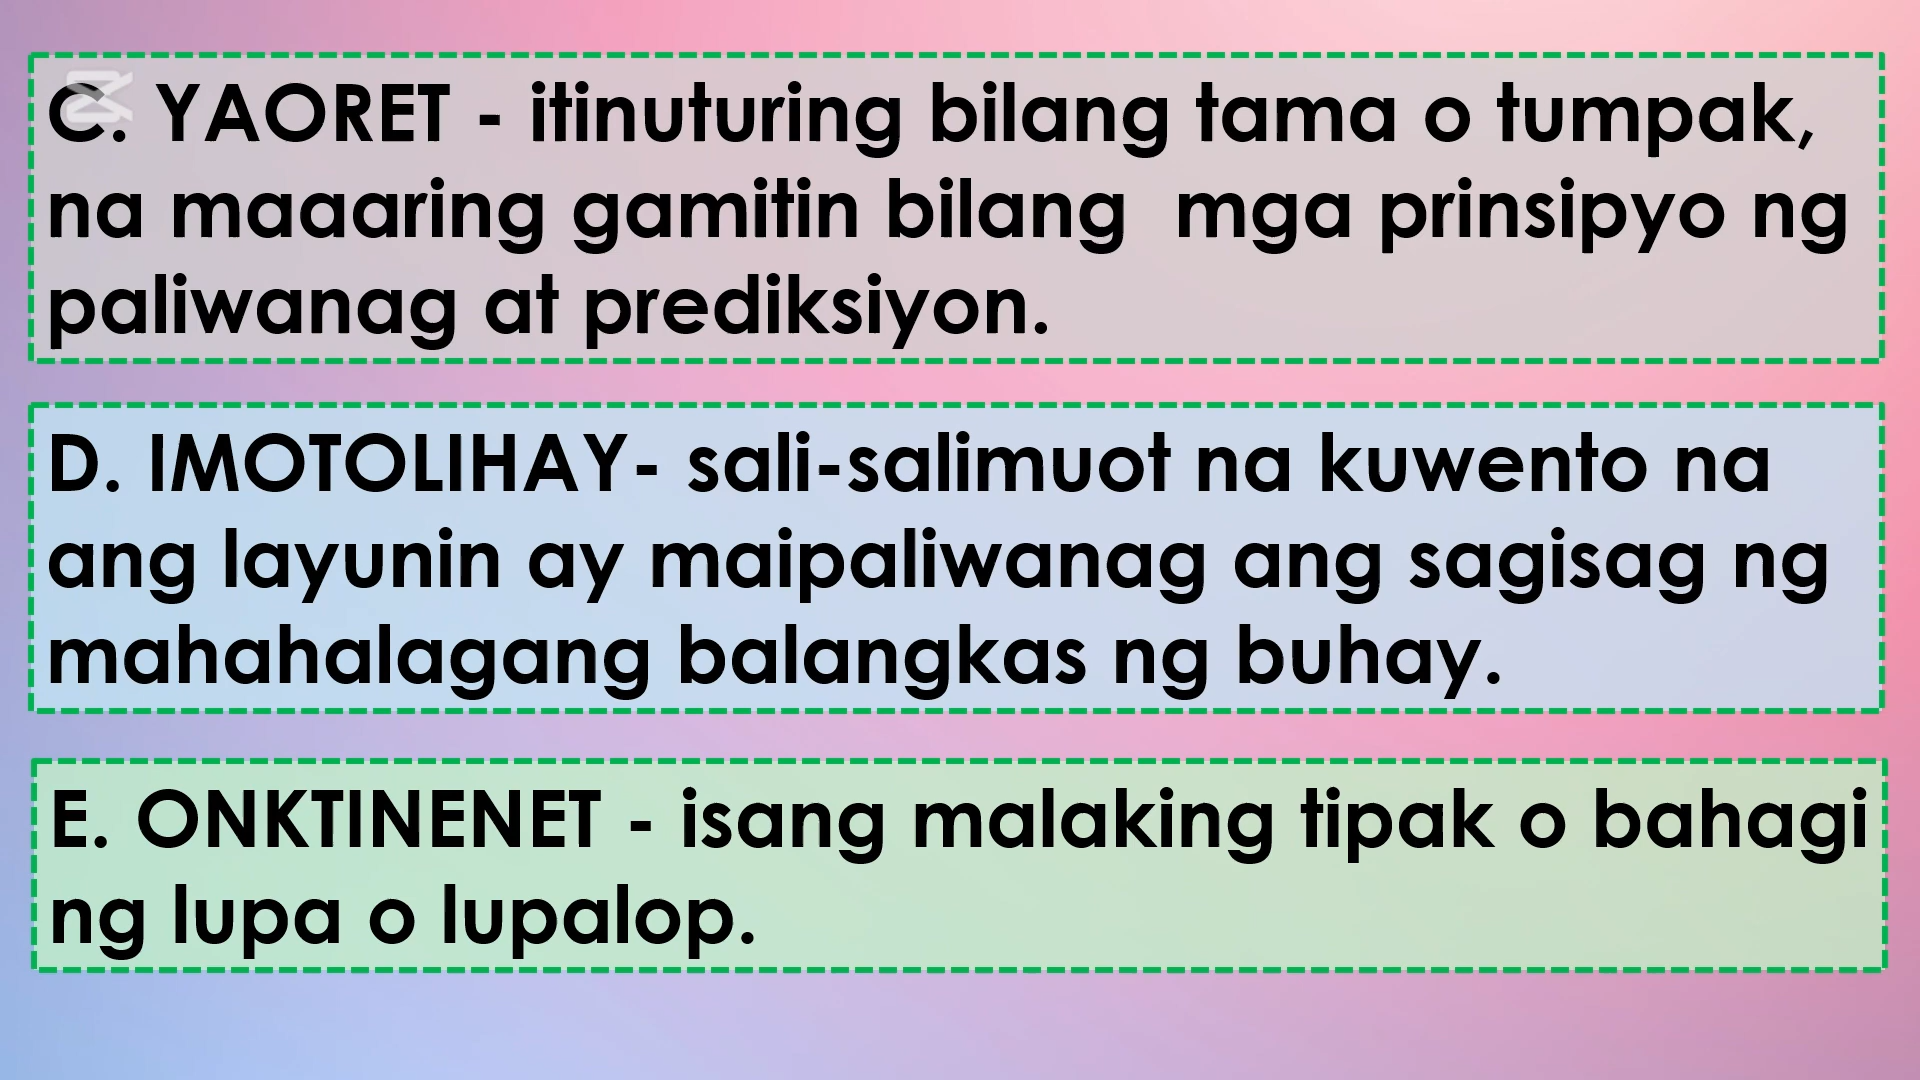 C. YAORET - itinuturing bilang tama o tumpak,
na maaaring gamitin bilang  mga prinsipyo ng
paliwanag at prediksiyon.
D. IMOTOLIHAY- sali-salimuot na kuwento na
ang layunin ay maipaliwanag ang sagisag ng
mahahalagang balangkas ng buhay.
E. ONKTINENET - isang malaking tipak o bahagi
ng lupa o lupalop.